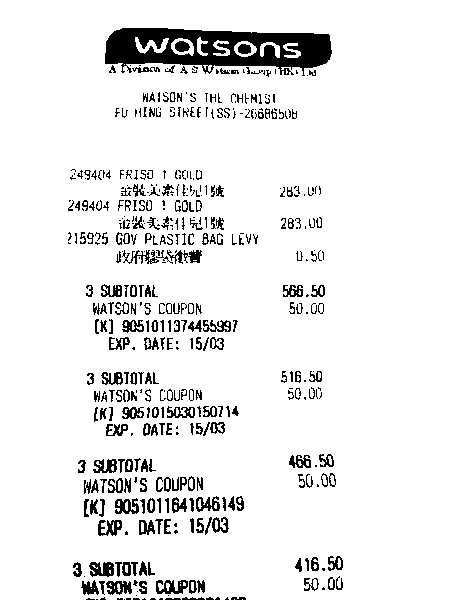 watsons
A Division of A S Watson Group (HK) Ltd
WATSON'S THE CHEMIST
FU HING STREET(SS)-26686508
249404 FRISO 1 GOLD
金裝美素佳兒1號 283.00
249404 FRISO 1 GOLD
金裝美素佳兒1號 283.00
215925 GOV PLASTIC BAG LEVY
政府膠袋徵費 0.50
3 SUBTOTAL 566.50
WATSON'S COUPON 50.00
[K] 9051011374455997
EXP. DATE: 15/03
3 SUBTOTAL 516.50
WATSON'S COUPON 50.00
[K] 9051015030150714
EXP. DATE: 15/03
3 SUBTOTAL 466.50
WATSON'S COUPON 50.00
[K] 9051011641046149
EXP. DATE: 15/03
3 SUBTOTAL 416.50
WATSON'S COUPON 50.00